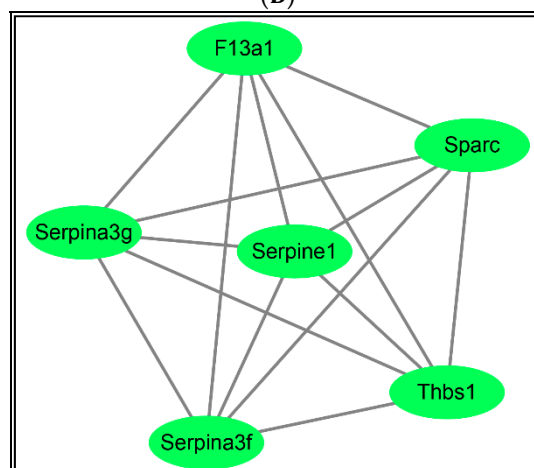 (B)
F13a1
Sparc
Serpina3g
Serpine1
Thbs1
Serpina3f